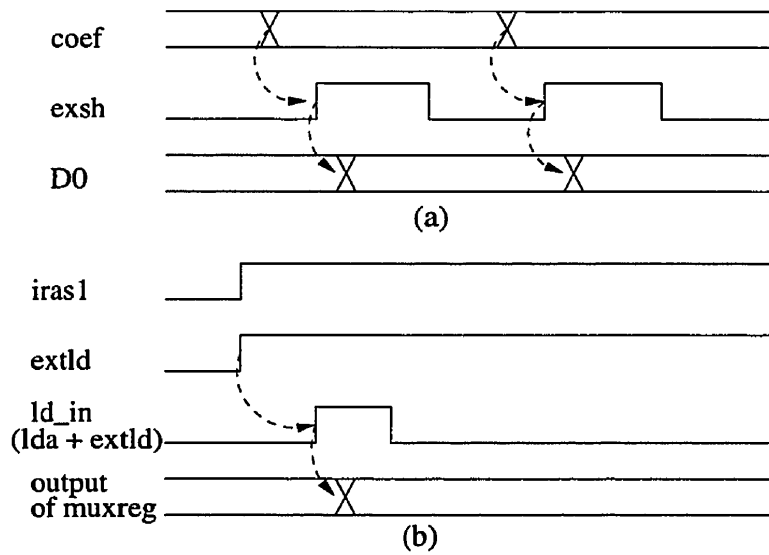 coef
exsh
D0
(a)
iras1
extld
ld_in
(lda + extld)
output
of muxreg
(b)